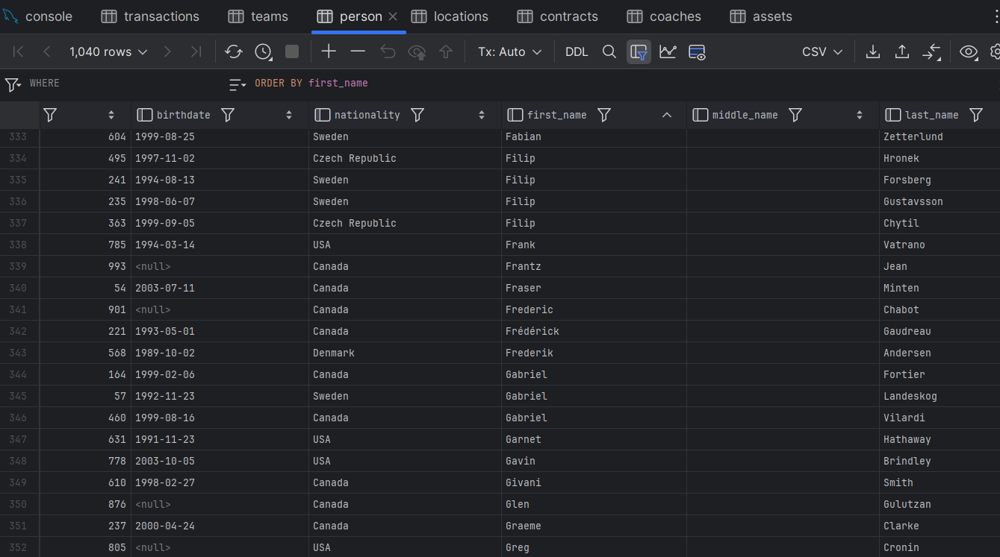 console transactions teams person locations contracts coaches assets
1,040 rows Tx: Auto DDL CSV
WHERE ORDER BY first_name
birthdate nationality first_name middle_name last_name
333 604 1999-08-25 Sweden Fabian Zetterlund
334 495 1997-11-02 Czech Republic Filip Hronek
335 241 1994-08-13 Sweden Filip Forsberg
336 235 1998-06-07 Sweden Filip Gustavsson
337 363 1999-09-05 Czech Republic Filip Chytil
338 785 1994-03-14 USA Frank Vatrano
339 993 <null> Canada Frantz Jean
340 54 2003-07-11 Canada Fraser Minten
341 901 <null> Canada Frederic Chabot
342 221 1993-05-01 Canada Frédérick Gaudreau
343 568 1989-10-02 Denmark Frederik Andersen
344 164 1999-02-06 Canada Gabriel Fortier
345 57 1992-11-23 Sweden Gabriel Landeskog
346 460 1999-08-16 Canada Gabriel Vilardi
347 631 1991-11-23 USA Garnet Hathaway
348 778 2003-10-05 USA Gavin Brindley
349 610 1998-02-27 Canada Givani Smith
350 876 <null> Canada Glen Gulutzan
351 237 2000-04-24 Canada Graeme Clarke
352 805 <null> USA Greg Cronin